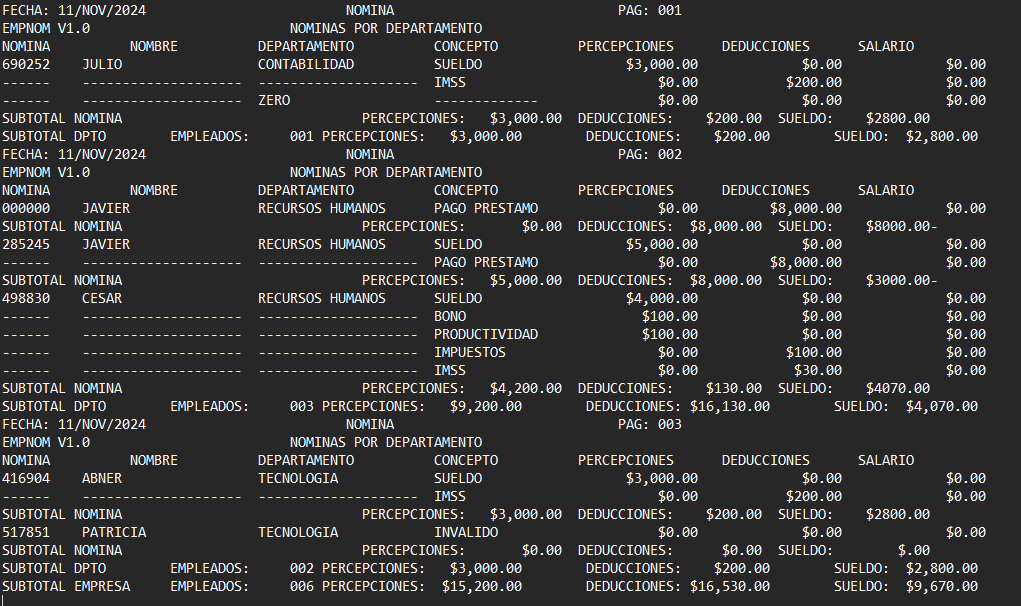 FECHA: 11/NOV/2024                         NOMINA                            PAG: 001
EMPNOM V1.0                         NOMINAS POR DEPARTAMENTO
NOMINA          NOMBRE          DEPARTAMENTO          CONCEPTO          PERCEPCIONES      DEDUCCIONES      SALARIO
690252    JULIO                 CONTABILIDAD          SUELDO                  $3,000.00             $0.00             $0.00
------    --------------------  --------------------  IMSS                        $0.00           $200.00             $0.00
------    --------------------  ZERO                  -------------               $0.00             $0.00             $0.00
SUBTOTAL NOMINA                              PERCEPCIONES:   $3,000.00  DEDUCCIONES:    $200.00  SUELDO:    $2800.00
SUBTOTAL DPTO        EMPLEADOS:     001 PERCEPCIONES:   $3,000.00        DEDUCCIONES:    $200.00        SUELDO:  $2,800.00
FECHA: 11/NOV/2024                         NOMINA                            PAG: 002
EMPNOM V1.0                         NOMINAS POR DEPARTAMENTO
NOMINA          NOMBRE          DEPARTAMENTO          CONCEPTO          PERCEPCIONES      DEDUCCIONES      SALARIO
000000    JAVIER                RECURSOS HUMANOS      PAGO PRESTAMO               $0.00         $8,000.00             $0.00
SUBTOTAL NOMINA                              PERCEPCIONES:       $0.00  DEDUCCIONES:  $8,000.00  SUELDO:    $8000.00-
285245    JAVIER                RECURSOS HUMANOS      SUELDO                  $5,000.00             $0.00             $0.00
------    --------------------  --------------------  PAGO PRESTAMO               $0.00         $8,000.00             $0.00
SUBTOTAL NOMINA                              PERCEPCIONES:   $5,000.00  DEDUCCIONES:  $8,000.00  SUELDO:    $3000.00-
498830    CESAR                 RECURSOS HUMANOS      SUELDO                  $4,000.00             $0.00             $0.00
------    --------------------  --------------------  BONO                      $100.00             $0.00             $0.00
------    --------------------  --------------------  PRODUCTIVIDAD             $100.00             $0.00             $0.00
------    --------------------  --------------------  IMPUESTOS                   $0.00           $100.00             $0.00
------    --------------------  --------------------  IMSS                        $0.00            $30.00             $0.00
SUBTOTAL NOMINA                              PERCEPCIONES:   $4,200.00  DEDUCCIONES:    $130.00  SUELDO:    $4070.00
SUBTOTAL DPTO        EMPLEADOS:     003 PERCEPCIONES:   $9,200.00        DEDUCCIONES: $16,130.00        SUELDO:  $4,070.00
FECHA: 11/NOV/2024                         NOMINA                            PAG: 003
EMPNOM V1.0                         NOMINAS POR DEPARTAMENTO
NOMINA          NOMBRE          DEPARTAMENTO          CONCEPTO          PERCEPCIONES      DEDUCCIONES      SALARIO
416904    ABNER                 TECNOLOGIA            SUELDO                  $3,000.00             $0.00             $0.00
------    --------------------  --------------------  IMSS                        $0.00           $200.00             $0.00
SUBTOTAL NOMINA                              PERCEPCIONES:   $3,000.00  DEDUCCIONES:    $200.00  SUELDO:    $2800.00
517851    PATRICIA              TECNOLOGIA            INVALIDO                    $0.00             $0.00             $0.00
SUBTOTAL NOMINA                              PERCEPCIONES:       $0.00  DEDUCCIONES:      $0.00  SUELDO:        $.00
SUBTOTAL DPTO        EMPLEADOS:     002 PERCEPCIONES:   $3,000.00        DEDUCCIONES:    $200.00        SUELDO:  $2,800.00
SUBTOTAL EMPRESA     EMPLEADOS:     006 PERCEPCIONES:  $15,200.00        DEDUCCIONES: $16,530.00        SUELDO:  $9,670.00